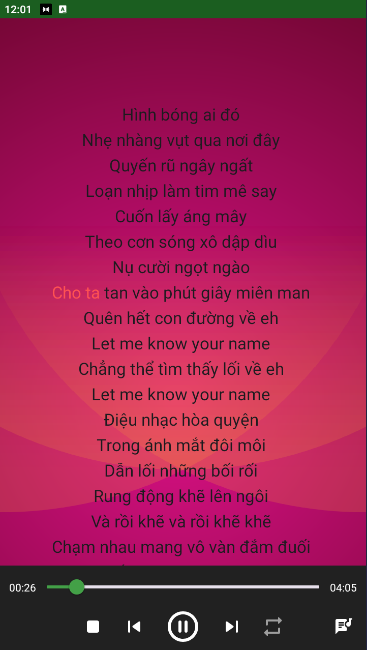 12:01
Hình bóng ai đó
Nhẹ nhàng vụt qua nơi đây
Quyến rũ ngây ngất
Loạn nhịp làm tim mê say
Cuốn lấy áng mây
Theo cơn sóng xô dập dìu
Nụ cười ngọt ngào
Cho ta tan vào phút giây miên man
Quên hết con đường về eh
Let me know your name
Chẳng thể tìm thấy lối về eh
Let me know your name
Điệu nhạc hòa quyện
Trong ánh mắt đôi môi
Dẫn lối những bối rối
Rung động khẽ lên ngôi
Và rồi khẽ và rồi khẽ khẽ
Chạm nhau mang vô vàn đắm đuối
00:26
04:05